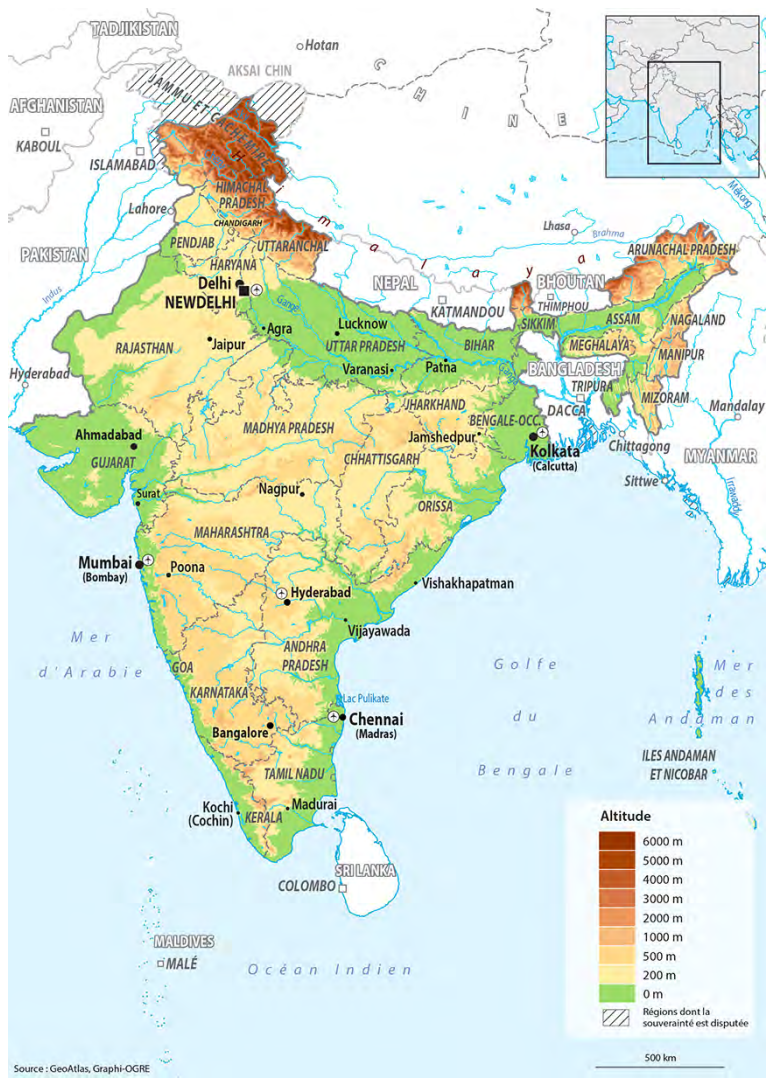 TADJIKISTAN
Hotan
AKSAI CHIN
JAMMU ET CACHEMIRE
CHINE
AFGHANISTAN
KABOUL
ISLAMABAD
HIMACHAL
PRADESH
Himalaya
Mékong
Lahore
CHANDIGARH
PENDJAB
UTTARANCHAL
Lhasa
Brahma
ARUNACHAL PRADESH
PAKISTAN
HARYANA
Indus
Delhi
NEWDELHI
NEPAL
KATMANDOU
BHOUTAN
THIMPHOU
Gange
SIKKIM
ASSAM
NAGALAND
Agra
Lucknow
UTTAR PRADESH
BIHAR
MEGHALAYA
RAJASTHAN
Jaipur
Varanasi
Patna
Gange
MANIPUR
Hyderabad
BANGLADESH
TRIPURA
MIZORAM
JHARKHAND
DACCA
Mandalay
MADHYA PRADESH
BENGALE-OCC.
Ahmadabad
Jamshedpur
Kolkata
(Calcutta)
Chittagong
GUJARAT
CHHATTISGARH
MYANMAR
Surat
Nagpur
Sittwe
Irrawaddy
ORISSA
MAHARASHTRA
Mumbai
(Bombay)
Poona
Vishakhapatman
Hyderabad
Vijayawada
Mer
d'Arabie
GOA
ANDHRA
PRADESH
Golfe
du
Bengale
Mer
des
Andaman
KARNATAKA
Lac Pulikate
Chennai
(Madras)
Bangalore
ILES ANDAMAN
ET NICOBAR
TAMIL NADU
Kochi
(Cochin)
KERALA
Madurai
SRI LANKA
COLOMBO
MALDIVES
MALÉ
Océan Indien
Altitude
6000 m
5000 m
4000 m
3000 m
2000 m
1000 m
500 m
200 m
0 m
Régions dont la
souverainté est disputée
500 km
Source : GeoAtlas, Graphi-OGRE